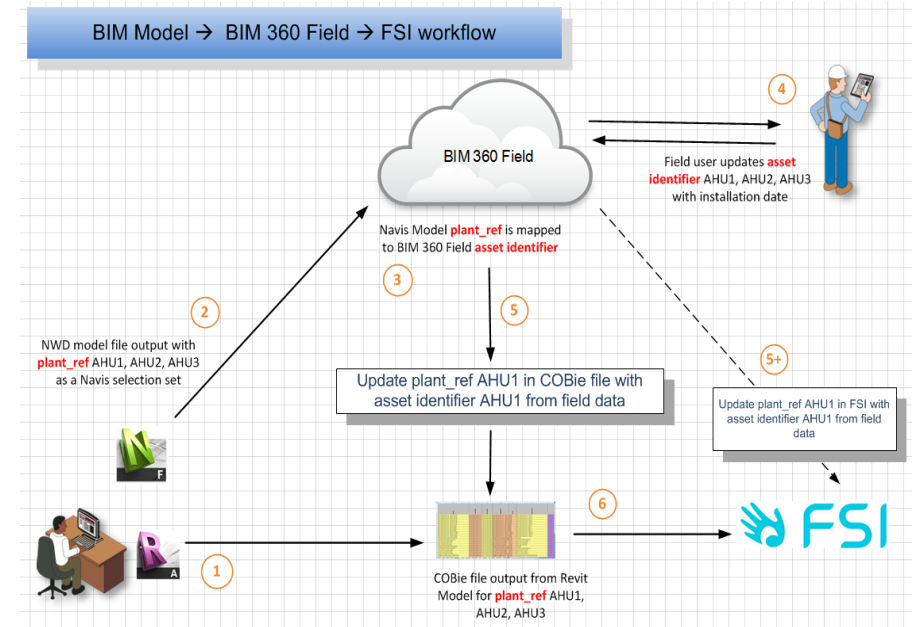 BIM Model → BIM 360 Field → FSI workflow
4
BIM 360 Field
Field user updates asset
identifier AHU1, AHU2, AHU3
with installation date
Navis Model plant_ref is mapped
to BIM 360 Field asset identifier
3
2
5
NWD model file output with
plant_ref AHU1, AHU2, AHU3
as a Navis selection set
5+
Update plant_ref AHU1 in COBie file with
asset identifier AHU1 from field data
Update plant_ref AHU1 in FSI with
asset identifier AHU1 from field
data
N
F
6
FSI
R
A
1
COBie file output from Revit
Model for plant_ref AHU1,
AHU2, AHU3